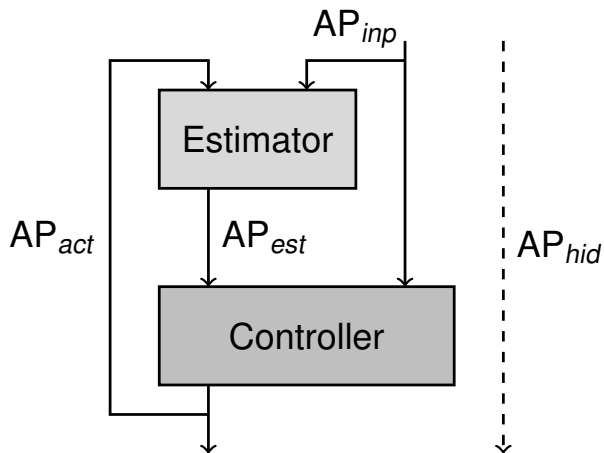 AP_inp
Estimator
AP_act
AP_est
AP_hid
Controller